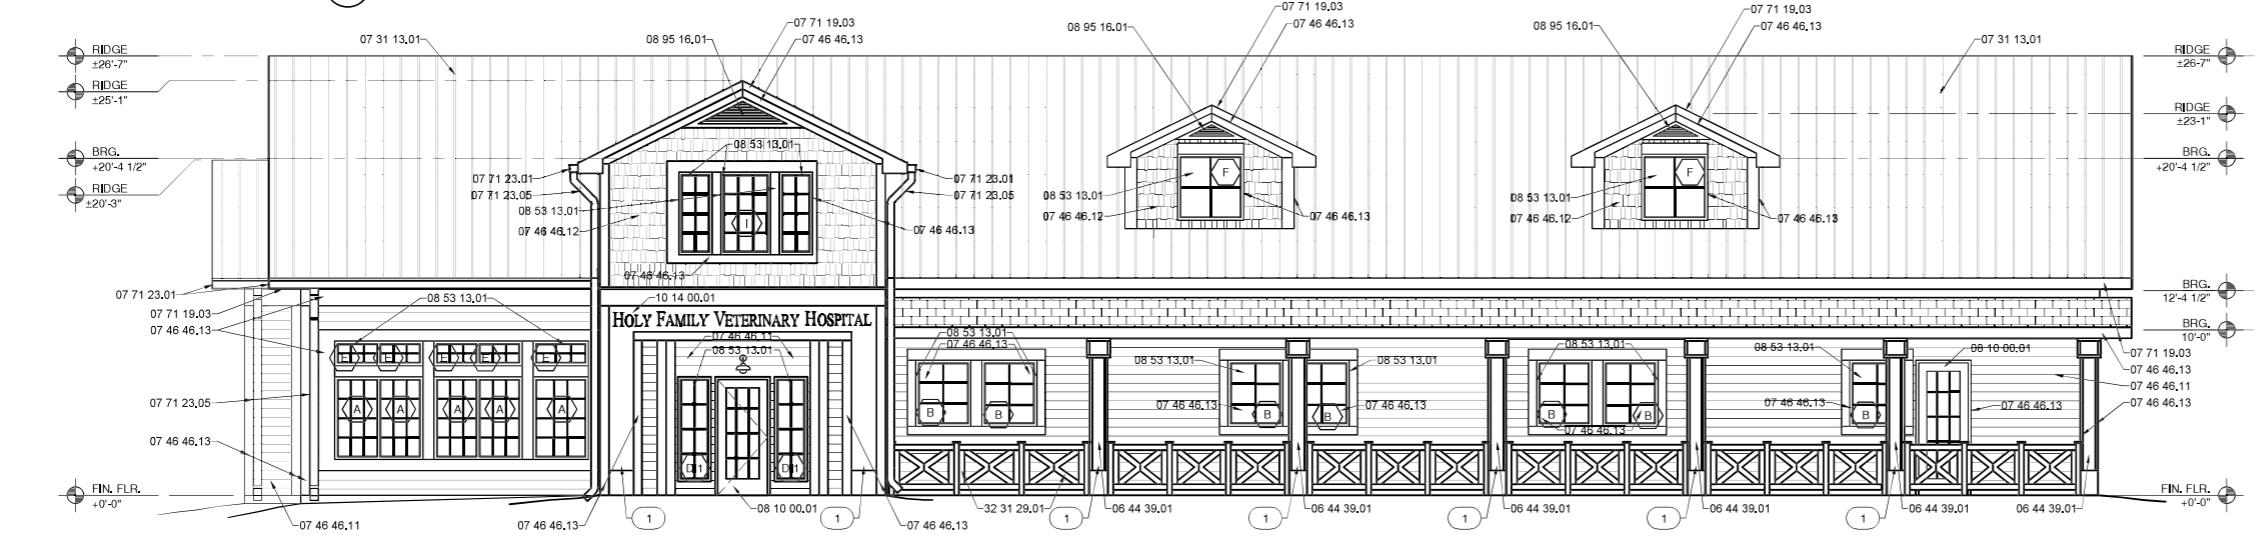 07 71 19.03
07 71 19.03
07 71 19.03
07 31 13.01
08 95 16.01
07 46 46.13
08 95 16.01
07 46 46.13
08 95 16.01
07 46 46.13
07 31 13.01
RIDGE
±26'-7"
RIDGE
±26-7"
RIDGE
±25'-1"
RIDGE
±23-1"
BRG.
+20'-4 1/2"
BRG.
+20'-4 1/2"
RIDGE
±20'-3"
08 53 13.01
07 71 23.01
07 71 23.01
07 71 23.05
07 71 23.05
08 53 13.01
07 46 46.12
07 46 46.13
I
07 46 46.13
F
08 53 13.01
07 46 46.12
07 46 46.13
F
08 53 13.01
07 46 46.12
07 46 46.13
BRG.
12'-4 1/2"
BRG.
10'-0"
07 71 23.01
07 71 19.03
07 46 46.13
08 53 13.01
10 14 00.01
HOLY FAMILY VETERINARY HOSPITAL
07 46 46.11
08 53 13.01
08 53 13.01
07 46 46.13
08 53 13.01
08 53 13.01
08 53 13.01
08 53 13.01
08 10 00.01
07 71 19.03
07 46 46.13
07 46 46.11
07 46 46.13
E E E E E
A A A A A
07 71 23.05
07 46 46.13
B B B B B B B
07 46 46.13
07 46 46.13
07 46 46.13
07 46 46.13
07 46 46.13
D1 D1
FIN. FLR.
+0'-0"
FIN. FLR.
+0'-0"
07 46 46.11
07 46 46.13
1
08 10 00.01
1
07 46 46.13
32 31 29.01
1
06 44 39.01
1
06 44 39.01
1
06 44 39.01
1
06 44 39.01
1
06 44 39.01
06 44 39.01